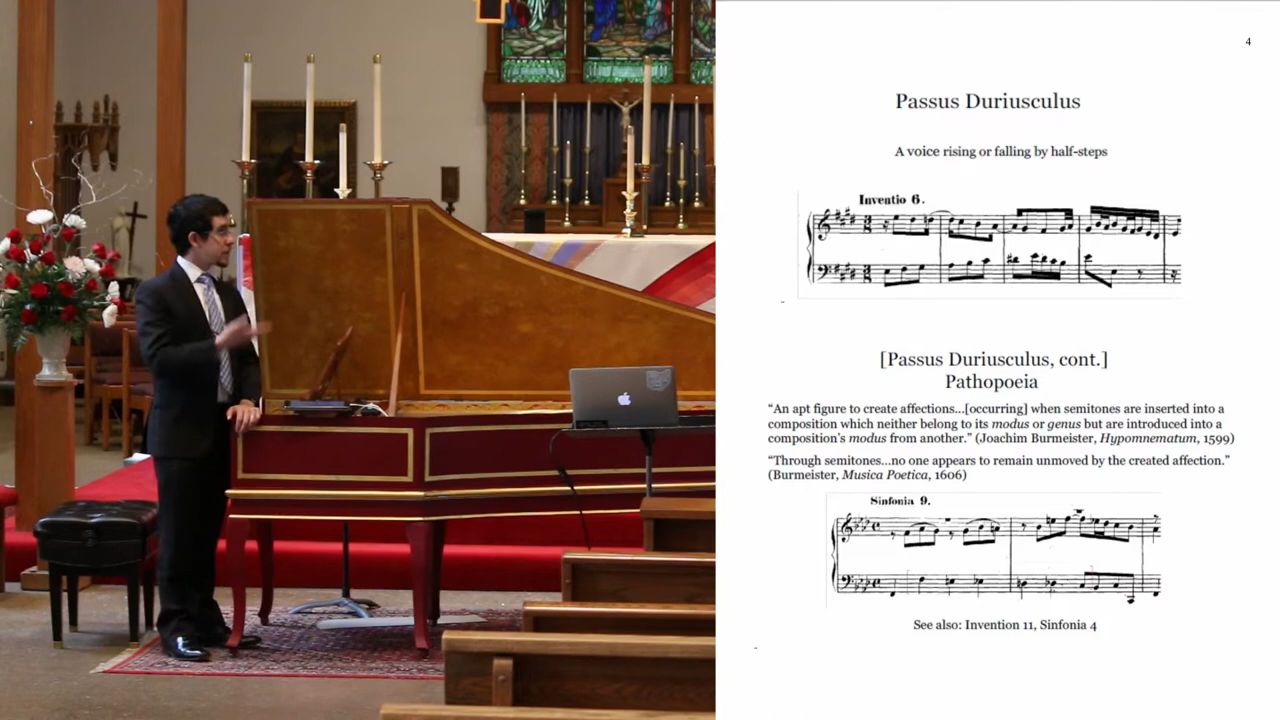 4
Passus Duriusculus
A voice rising or falling by half-steps
Inventio 6.
[Passus Duriusculus, cont.]
Pathopoeia
“An apt figure to create affections...[occurring] when semitones are inserted into a
composition which neither belong to its modus or genus but are introduced into a
composition’s modus from another.” (Joachim Burmeister, Hypomnematum, 1599)
“Through semitones...no one appears to remain unmoved by the created affection.”
(Burmeister, Musica Poetica, 1606)
Sinfonia 9.
See also: Invention 11, Sinfonia 4